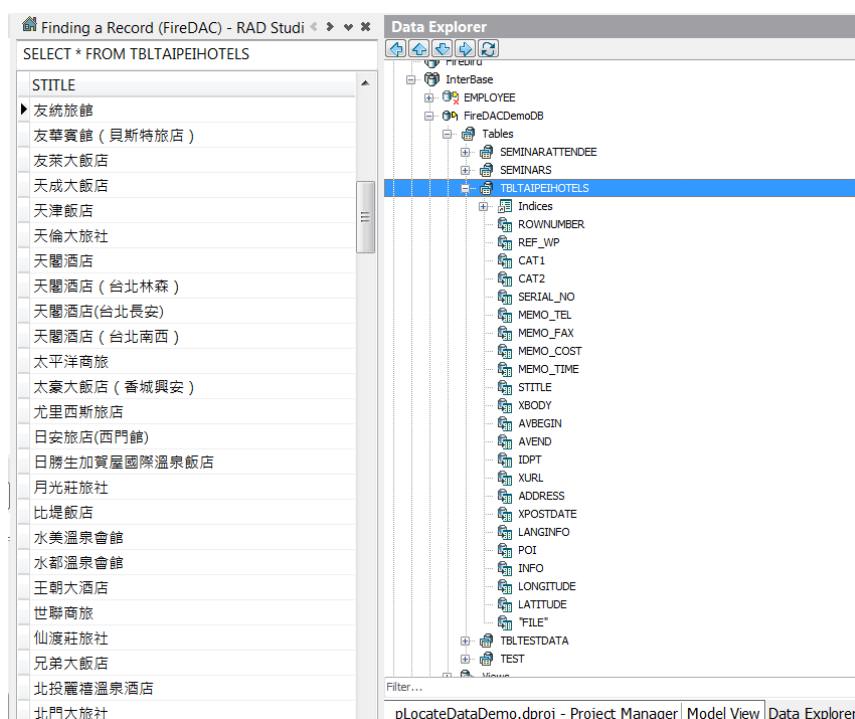 Finding a Record (FireDAC) - RAD Studi
SELECT * FROM TBLTAIPEIHOTELS
STITLE
友統旅館
友華賓館（貝斯特旅店）
友萊大飯店
天成大飯店
天津飯店
天倫大旅社
天閣酒店
天閣酒店（台北林森）
天閣酒店(台北長安)
天閣酒店（台北南西）
太平洋商旅
太豪大飯店（香城興安）
尤里西斯旅店
日安旅店(西門館)
日勝生加賀屋國際溫泉飯店
月光莊旅社
比堤飯店
水美溫泉會館
水都溫泉會館
王朝大酒店
世聯商旅
仙渡莊旅社
兄弟大飯店
北投麗禧溫泉酒店
北門大旅社
Data Explorer
Firebird
InterBase
EMPLOYEE
FireDACDemoDB
Tables
SEMINARATTENDEE
SEMINARS
TBLTAIPEIHOTELS
Indices
ROWNUMBER
REF_WP
CAT1
CAT2
SERIAL_NO
MEMO_TEL
MEMO_FAX
MEMO_COST
MEMO_TIME
STITLE
XBODY
AVBEGIN
AVEND
IDPT
XURL
ADDRESS
XPOSTDATE
LANGINFO
POI
INFO
LONGITUDE
LATITUDE
"FILE"
TBLTESTDATA
TEST
Views
Filter...
pLocateDataDemo.dproj - Project Manager Model View Data Explorer